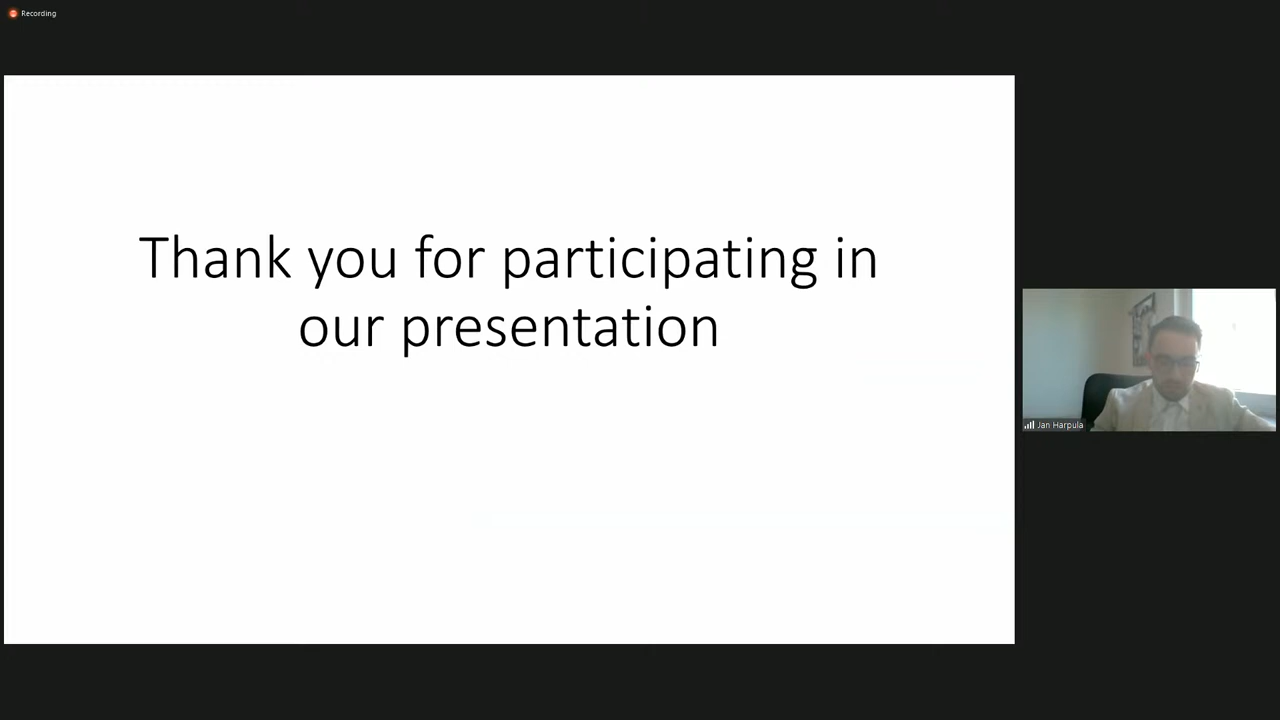 Recording
Thank you for participating in
our presentation
Jan Harpula